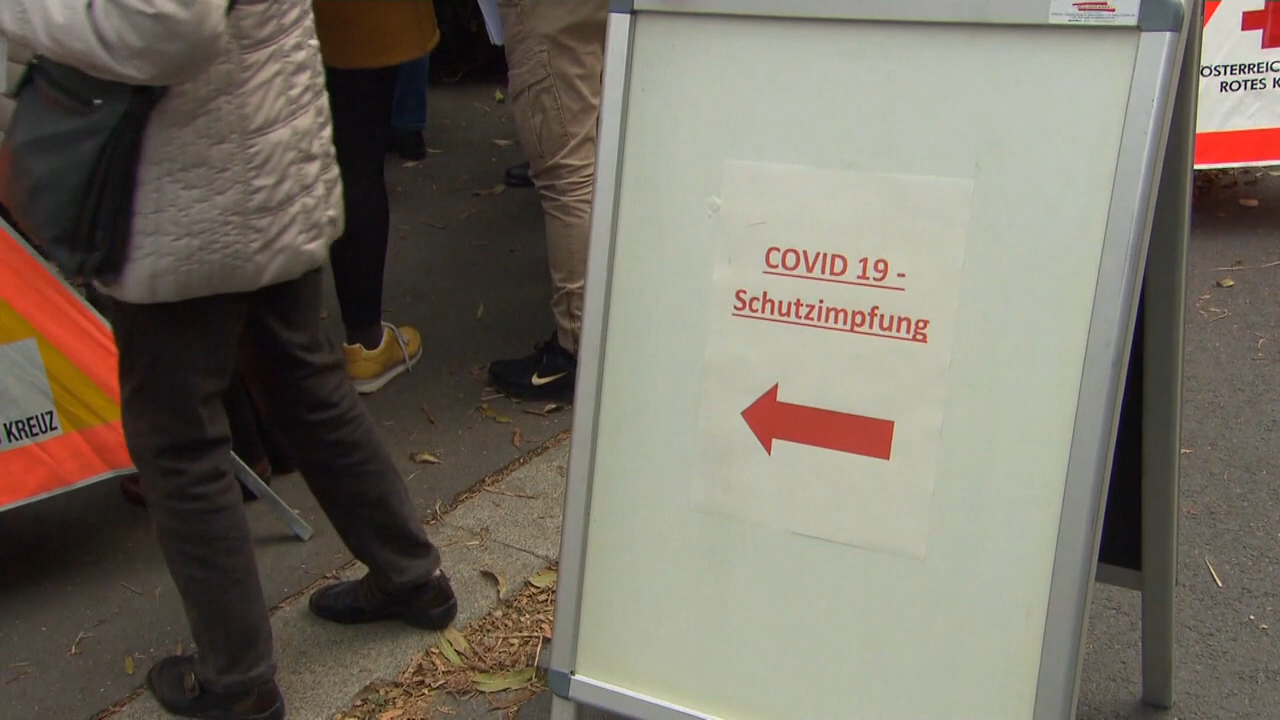 COVID 19 -
Schutzimpfung
ÖSTERREIC
ROTES K
KREUZ